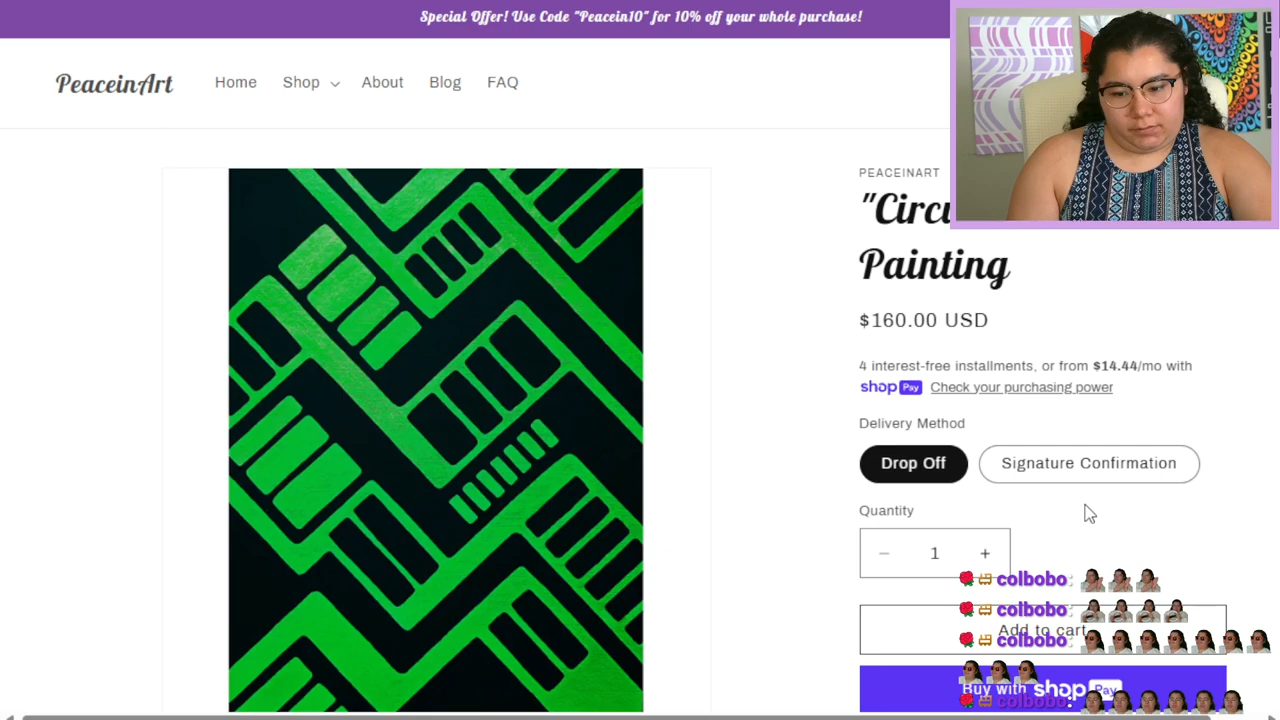 Special Offer! Use Code "Peacein10" for 10% off your whole purchase!
PeaceinArt
Home
Shop
About
Blog
FAQ
PEACEINART
"Circu
Painting
$160.00 USD
4 interest-free installments, or from $14.44/mo with
shop Pay Check your purchasing power
Delivery Method
Drop Off
Signature Confirmation
Quantity
− 1 +
colbobo:
colbobo:
Add to cart
colbobo:
Buy with shop Pay
colbobo: